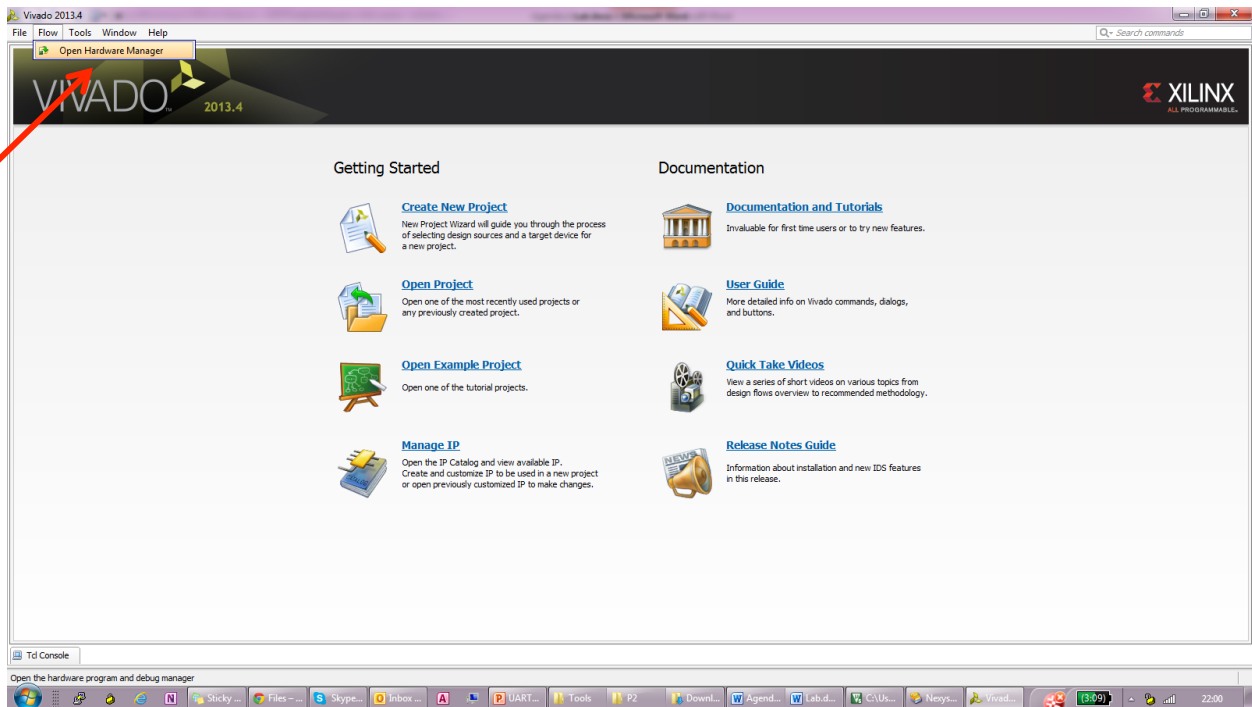 Vivado 2013.4
File Flow Tools Window Help
Search commands
Open Hardware Manager
VIVADO™ 2013.4
XILINX
ALL PROGRAMMABLE.
Getting Started
Create New Project
New Project Wizard will guide you through the process
of selecting design sources and a target device for
a new project.
Open Project
Open one of the most recently used projects or
any previously created project.
Open Example Project
Open one of the tutorial projects.
Manage IP
Open the IP Catalog and view available IP.
Create and customize IP to be used in a new project
or open previously customized IP to make changes.
Documentation
Documentation and Tutorials
Invaluable for first time users or to try new features.
User Guide
More detailed info on Vivado commands, dialogs,
and buttons.
Quick Take Videos
View a series of short videos on various topics from
design flows overview to recommended methodology.
NEWS
Release Notes Guide
Information about installation and new IDS features
in this release.
Tcl Console
Open the hardware program and debug manager
Sticky ... Files – ... Skype... Inbox ... UART... Tools P2 Downl... Agend... Lab.d... C:\Us... Nexys... Vivad... (3:09) 22:00